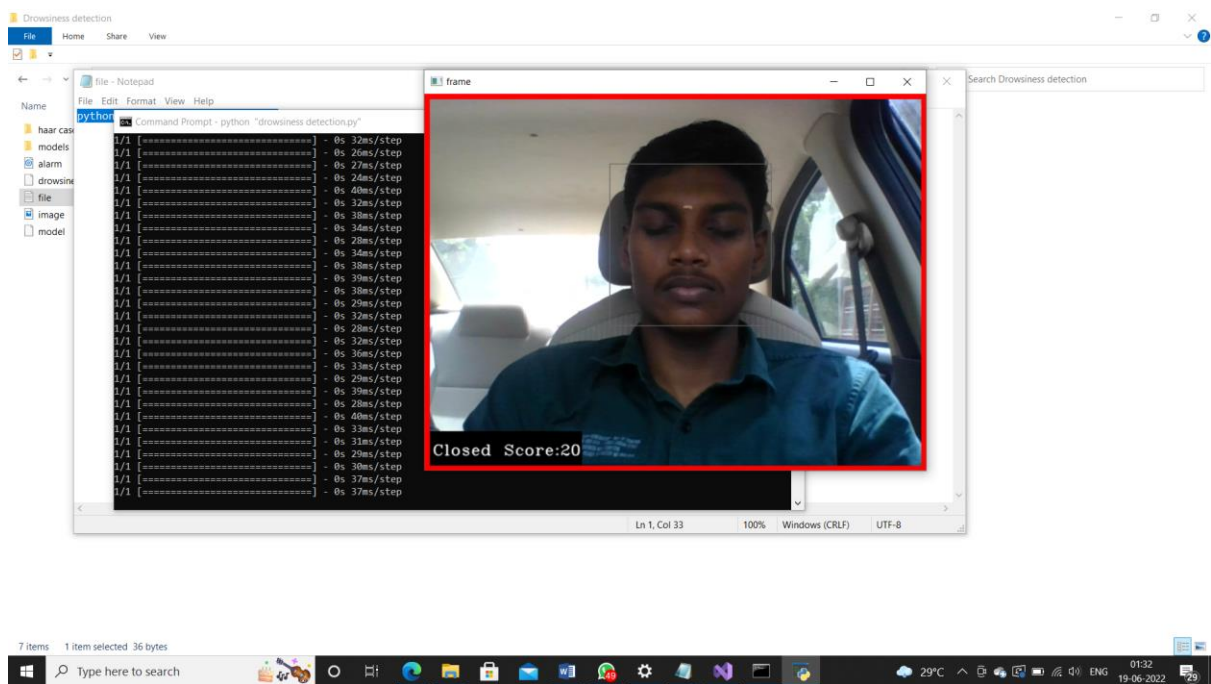 Drowsiness detection
File Home Share View
Search Drowsiness detection
Name
haar casc
models
alarm
drowsine
file
image
model
file - Notepad
File Edit Format View Help
python
Command Prompt - python "drowsiness detection.py"
1/1 [==============================] - 0s 32ms/step
1/1 [==============================] - 0s 26ms/step
1/1 [==============================] - 0s 27ms/step
1/1 [==============================] - 0s 24ms/step
1/1 [==============================] - 0s 40ms/step
1/1 [==============================] - 0s 32ms/step
1/1 [==============================] - 0s 38ms/step
1/1 [==============================] - 0s 34ms/step
1/1 [==============================] - 0s 28ms/step
1/1 [==============================] - 0s 34ms/step
1/1 [==============================] - 0s 38ms/step
1/1 [==============================] - 0s 39ms/step
1/1 [==============================] - 0s 38ms/step
1/1 [==============================] - 0s 29ms/step
1/1 [==============================] - 0s 32ms/step
1/1 [==============================] - 0s 28ms/step
1/1 [==============================] - 0s 32ms/step
1/1 [==============================] - 0s 36ms/step
1/1 [==============================] - 0s 33ms/step
1/1 [==============================] - 0s 29ms/step
1/1 [==============================] - 0s 39ms/step
1/1 [==============================] - 0s 28ms/step
1/1 [==============================] - 0s 40ms/step
1/1 [==============================] - 0s 33ms/step
1/1 [==============================] - 0s 31ms/step
1/1 [==============================] - 0s 29ms/step
1/1 [==============================] - 0s 30ms/step
1/1 [==============================] - 0s 37ms/step
1/1 [==============================] - 0s 37ms/step
frame
Closed Score:20
Ln 1, Col 33 100% Windows (CRLF) UTF-8
7 items 1 item selected 36 bytes
Type here to search
29°C ENG
01:32
19-06-2022